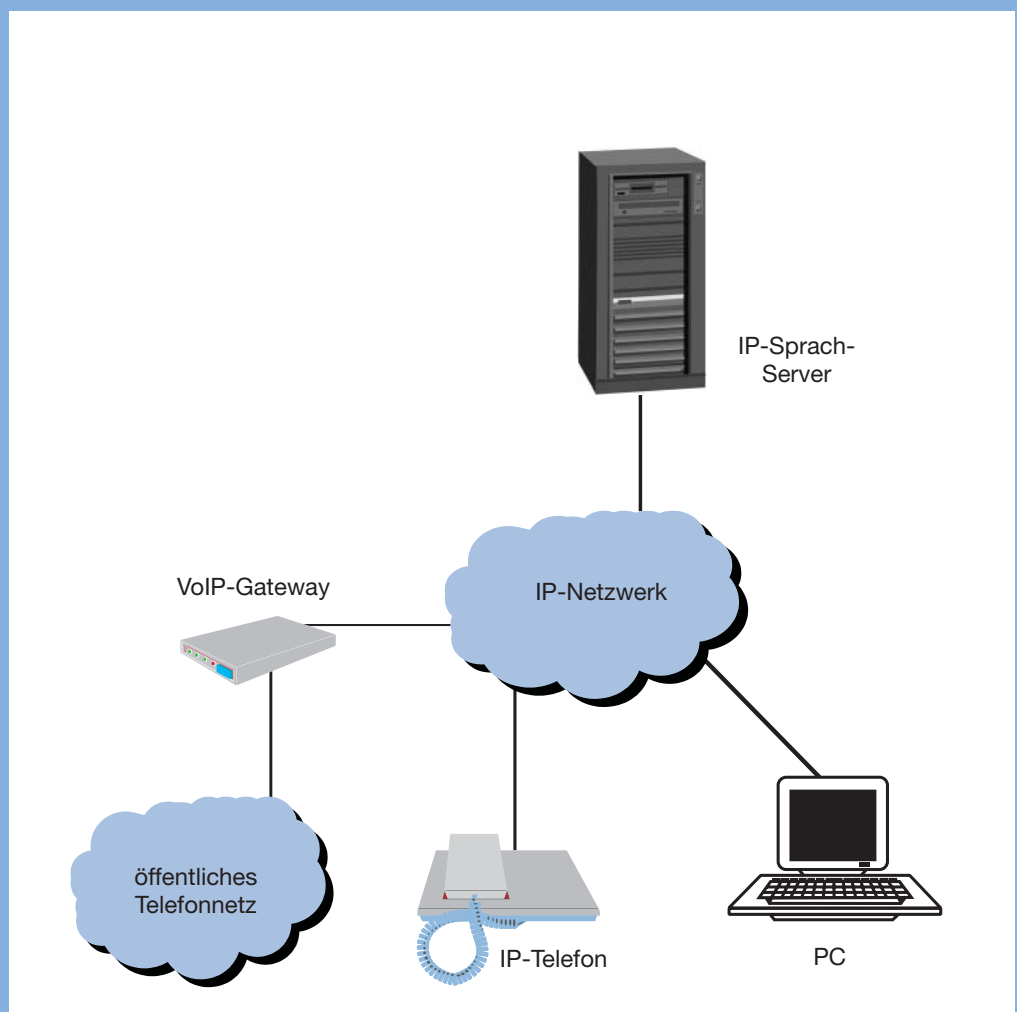 IP-Sprach-
Server
VoIP-Gateway
IP-Netzwerk
öffentliches
Telefonnetz
IP-Telefon
PC